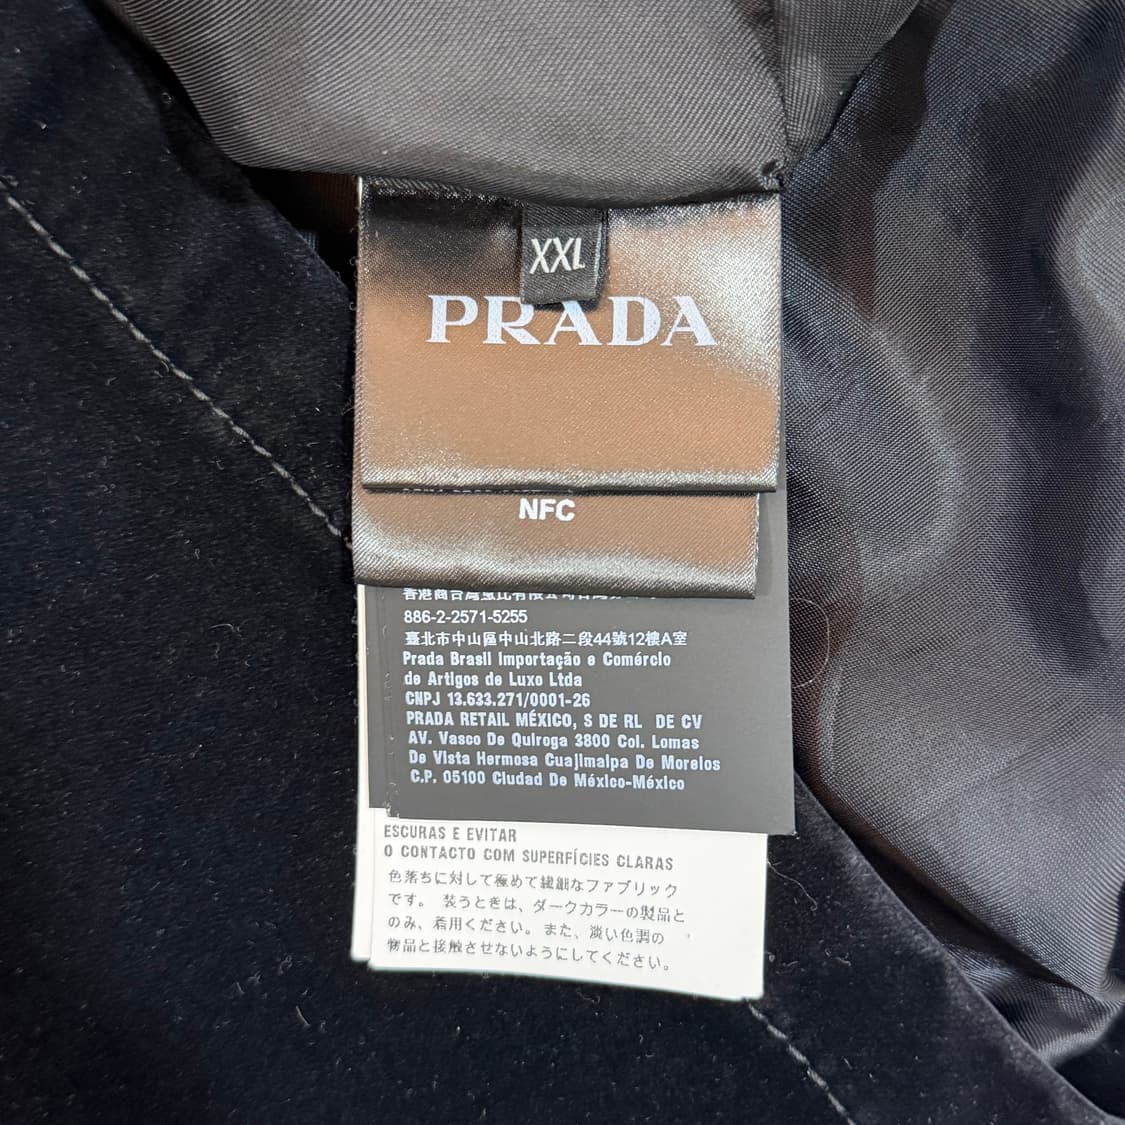 XXL
PRADA
NFC
886-2-2571-5255
臺北市中山區中山北路二段44號12樓A室
Prada Brasil Importação e Comércio
de Artigos de Luxo Ltda
CNPJ 13.633.271/0001-26
PRADA RETAIL MÉXICO, S DE RL DE CV
AV. Vasco De Quiroga 3800 Col. Lomas
De Vista Hermosa Cuajimalpa De Morelos
C.P. 05100 Ciudad De México-México
ESCURAS E EVITAR
O CONTACTO COM SUPERFÍCIES CLARAS
色落ちに対して極めて繊細なファブリック
です。 装うときは、ダークカラーの製品と
のみ、着用ください。また、淡い色調の
物品と接触させないようにしてください。